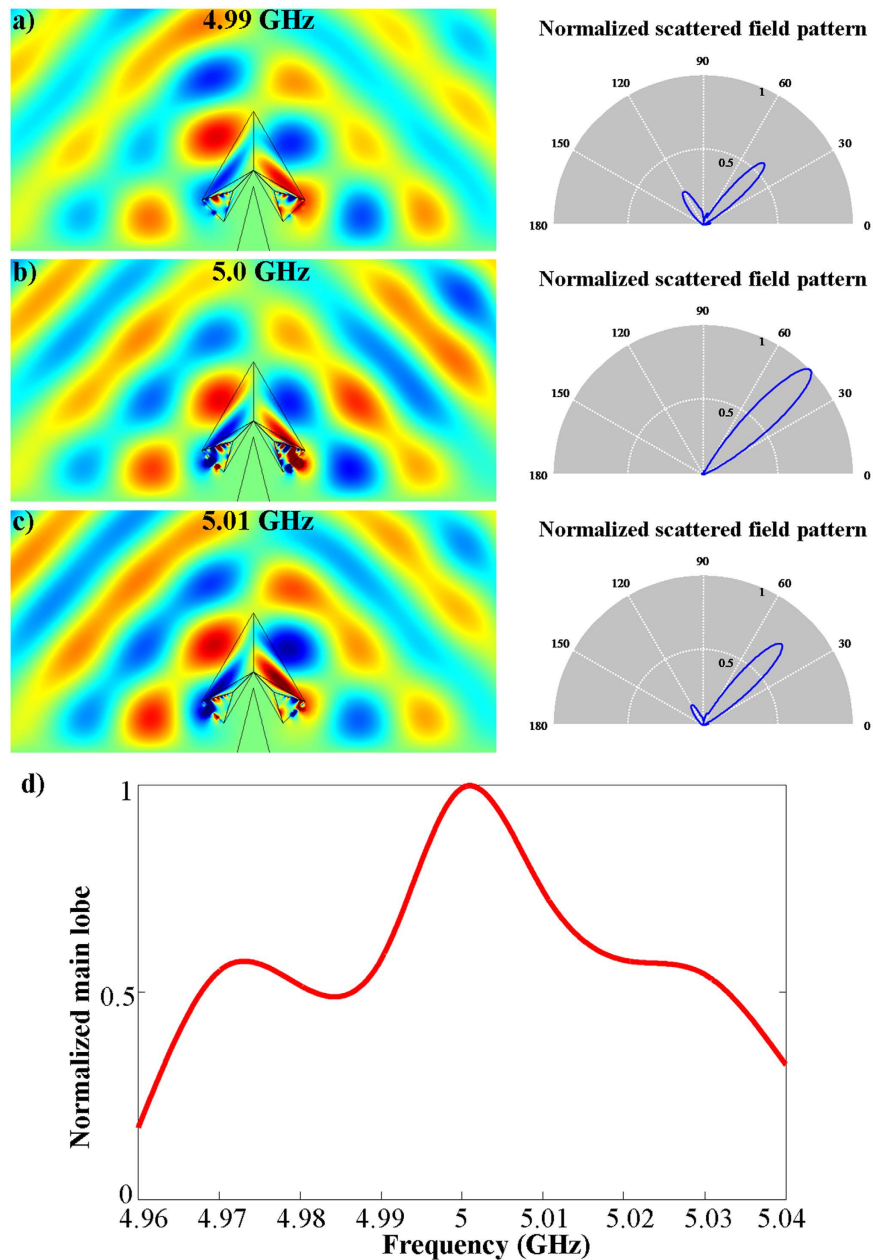 a)
4.99 GHz
Normalized scattered field pattern
90
120
60
1
150
0.5
30
180
0
b)
5.0 GHz
Normalized scattered field pattern
90
120
60
1
150
0.5
30
180
0
c)
5.01 GHz
Normalized scattered field pattern
90
120
60
1
150
0.5
30
180
0
d)
1
0.5
0
Normalized main lobe
4.96 4.97 4.98 4.99 5 5.01 5.02 5.03 5.04
Frequency (GHz)